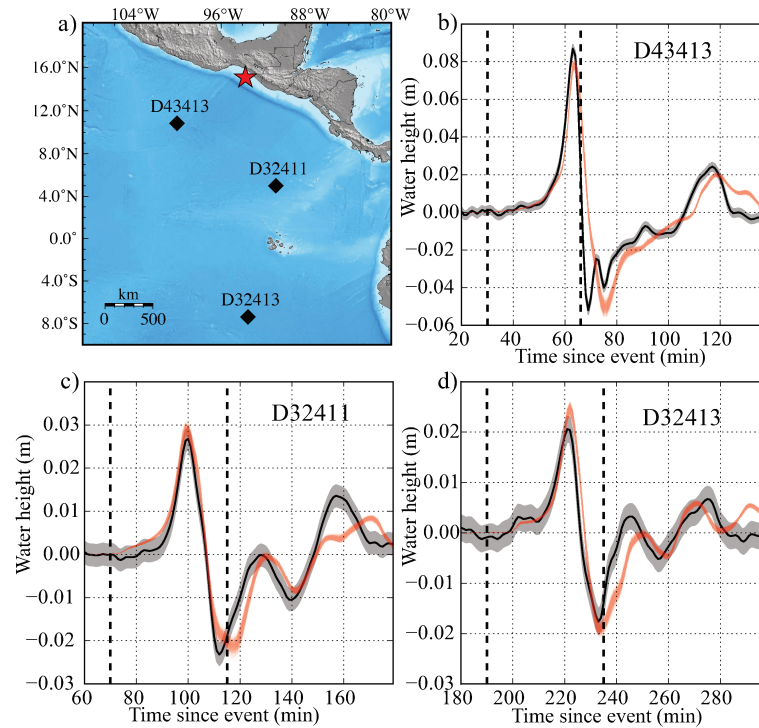 104°W 96°W 88°W 80°W
a)
16.0°N
12.0°N
8.0°N
4.0°N
0.0°
4.0°S
8.0°S
D43413
D32411
D32413
km
0 500
b)
D43413
Water height (m)
0.08
0.06
0.04
0.02
0.00
−0.02
−0.04
−0.06
20 40 60 80 100 120
Time since event (min)
c)
D32411
Water height (m)
0.03
0.02
0.01
0.00
−0.01
−0.02
−0.03
60 80 100 120 140 160
Time since event (min)
d)
D32413
Water height (m)
0.03
0.02
0.01
0.00
−0.01
−0.02
−0.03
180 200 220 240 260 280
Time since event (min)